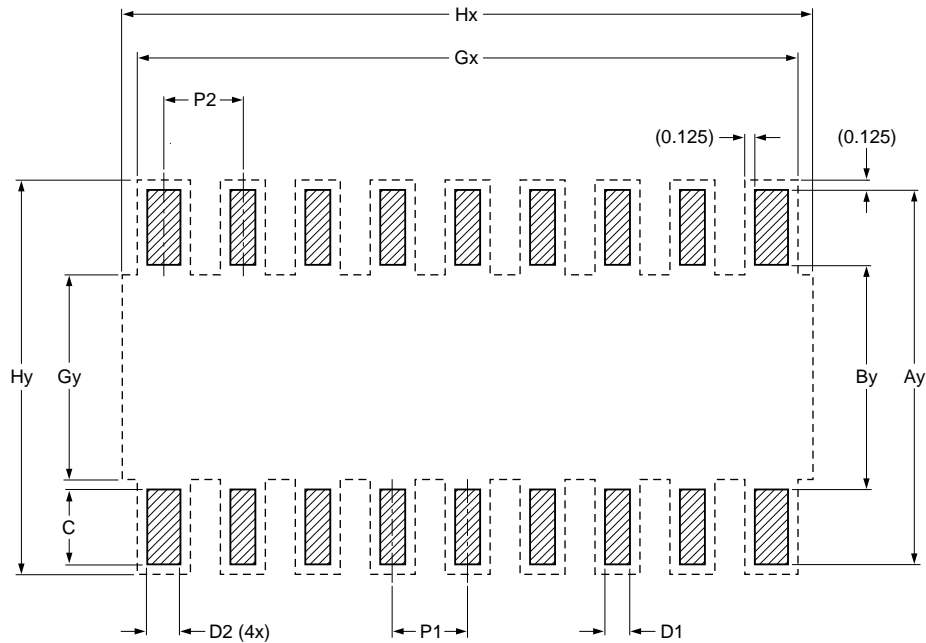 Hx
Gx
P2
(0.125)
(0.125)
Hy
Gy
By
Ay
C
D2 (4x)
P1
D1